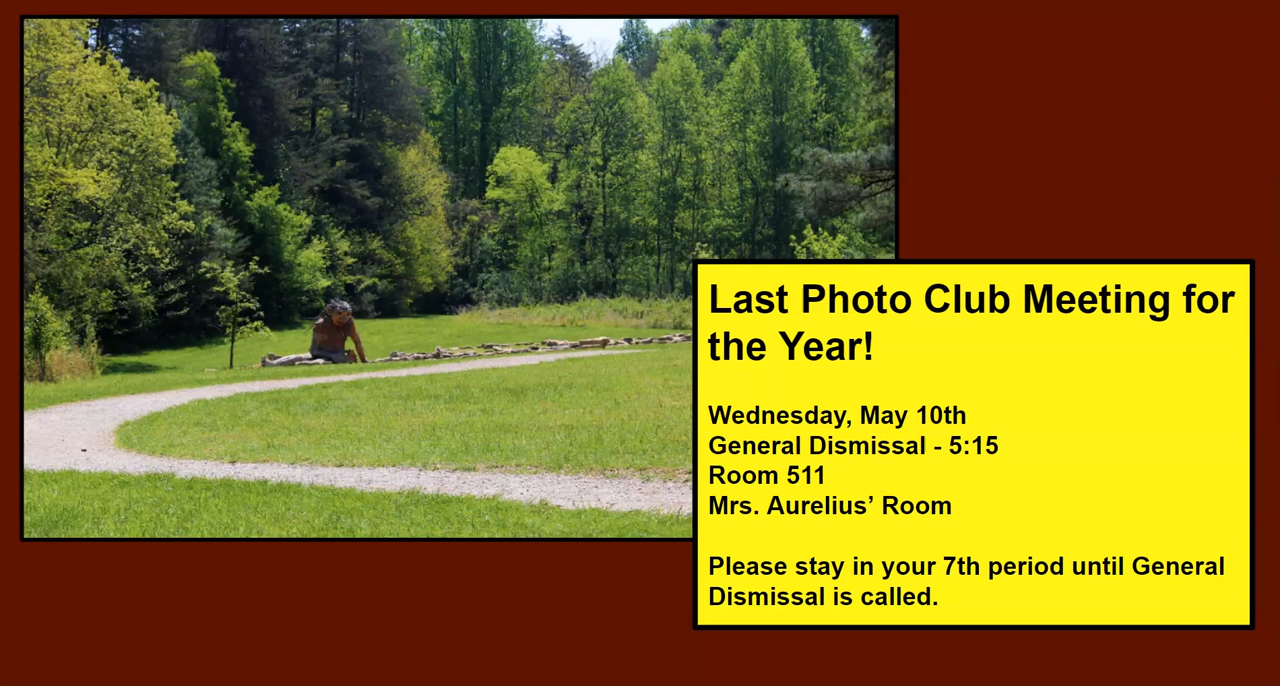 Last Photo Club Meeting for
the Year!
Wednesday, May 10th
General Dismissal - 5:15
Room 511
Mrs. Aurelius’ Room
Please stay in your 7th period until General
Dismissal is called.